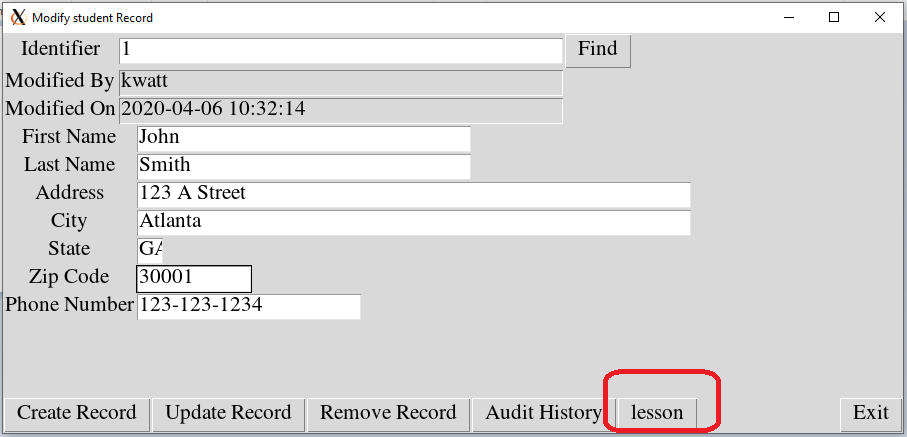 Modify student Record
Identifier 1 Find
Modified By kwatt
Modified On 2020-04-06 10:32:14
First Name John
Last Name Smith
Address 123 A Street
City Atlanta
State GA
Zip Code 30001
Phone Number 123-123-1234
Create Record Update Record Remove Record Audit History lesson Exit